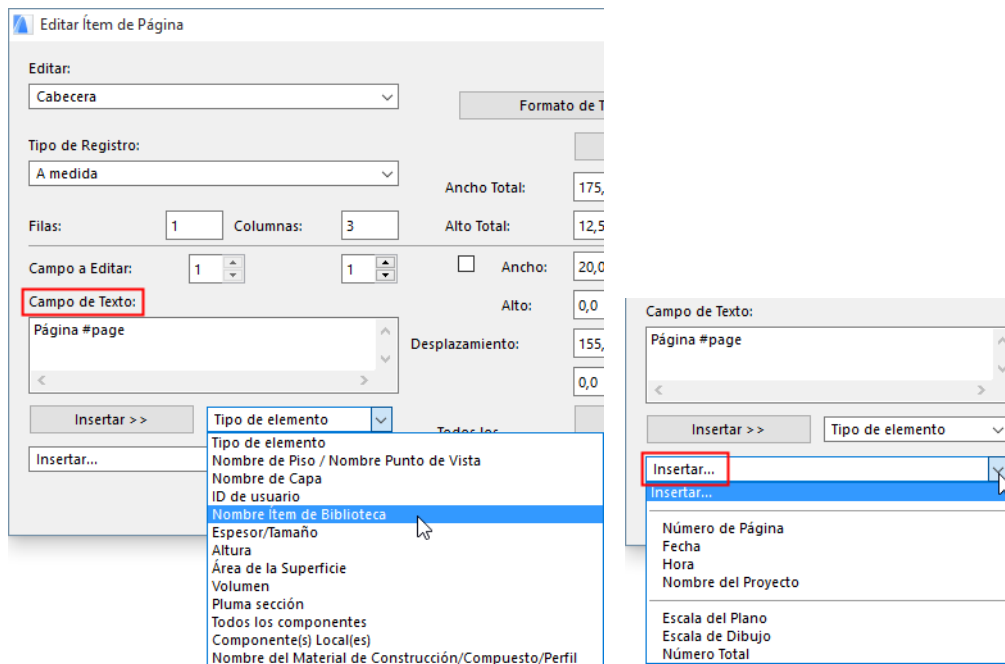 Editar Ítem de Página
Editar:
Cabecera
Formato de T
Tipo de Registro:
A medida
Ancho Total:
175,
Filas:
1
Columnas:
3
Alto Total:
12,5
Campo a Editar:
1
1
Ancho:
20,0
Campo de Texto:
Alto:
0,0
Página #page
Desplazamiento:
155,
0,0
Insertar >>
Tipo de elemento
Todos los
Insertar...
Tipo de elemento
Nombre de Piso / Nombre Punto de Vista
Nombre de Capa
ID de usuario
Nombre Ítem de Biblioteca
Espesor/Tamaño
Altura
Área de la Superficie
Volumen
Pluma sección
Todos los componentes
Componente(s) Local(es)
Nombre del Material de Construcción/Compuesto/Perfil
Campo de Texto:
Página #page
Insertar >>
Tipo de elemento
Insertar...
Insertar...
Número de Página
Fecha
Hora
Nombre del Proyecto
Escala del Plano
Escala de Dibujo
Número Total